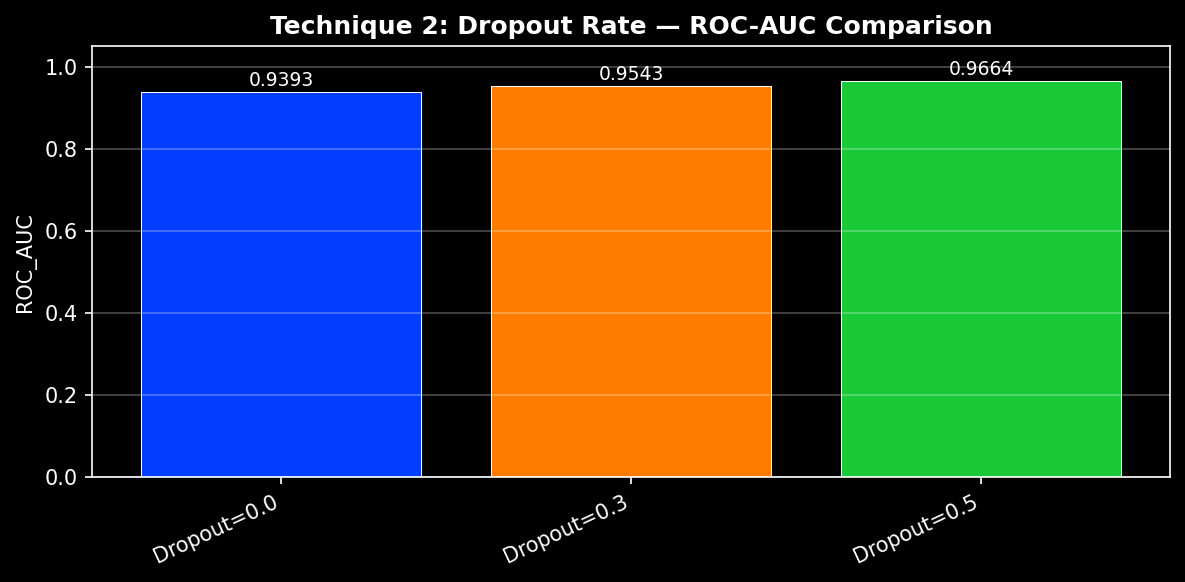 Technique 2: Dropout Rate — ROC-AUC Comparison
ROC_AUC
1.0
0.8
0.6
0.4
0.2
0.0
0.9393
0.9543
0.9664
Dropout=0.0
Dropout=0.3
Dropout=0.5